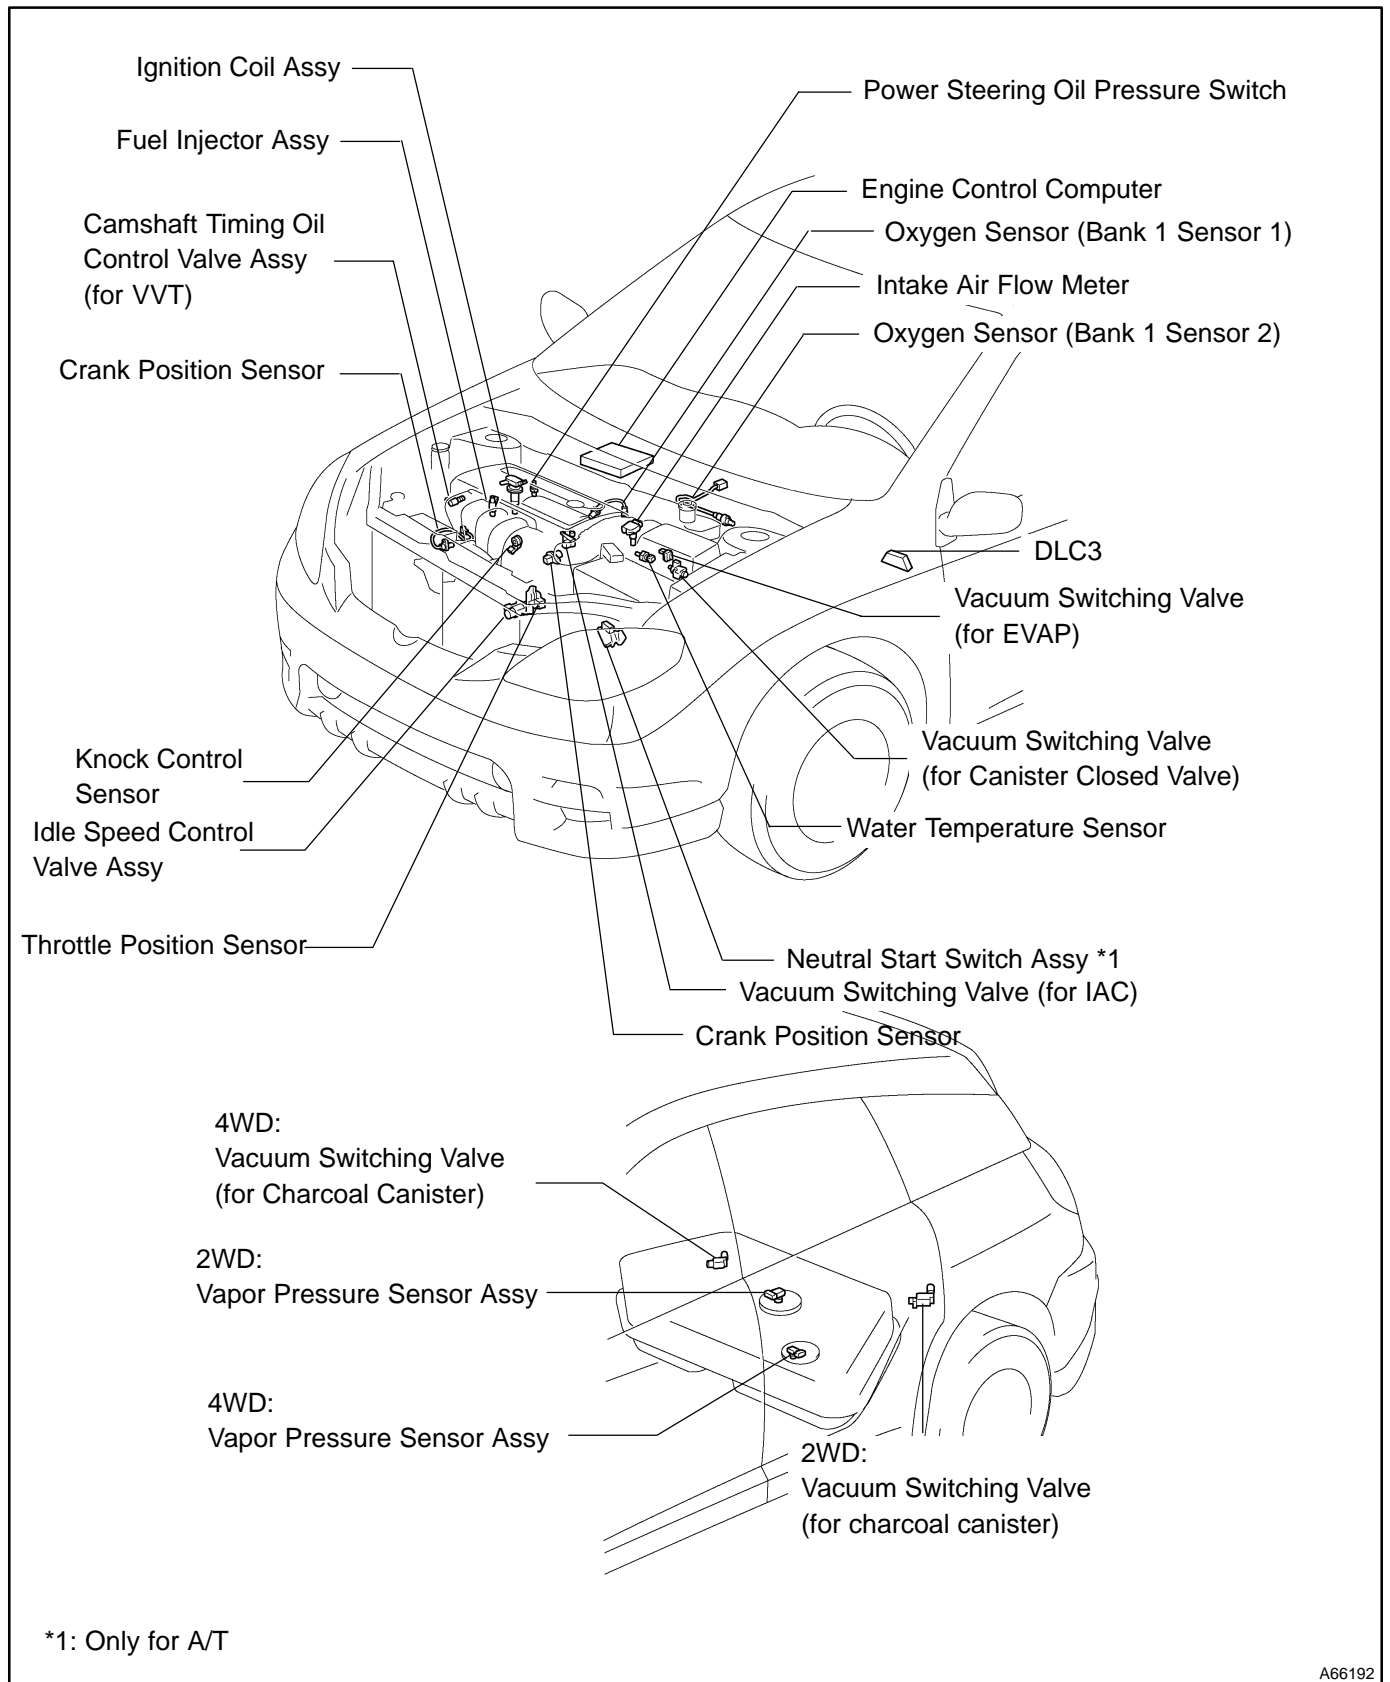 Ignition Coil Assy
Fuel Injector Assy
Camshaft Timing Oil
Control Valve Assy
(for VVT)
Crank Position Sensor
Power Steering Oil Pressure Switch
Engine Control Computer
Oxygen Sensor (Bank 1 Sensor 1)
Intake Air Flow Meter
Oxygen Sensor (Bank 1 Sensor 2)
DLC3
Vacuum Switching Valve
(for EVAP)
Vacuum Switching Valve
(for Canister Closed Valve)
Water Temperature Sensor
Knock Control
Sensor
Idle Speed Control
Valve Assy
Throttle Position Sensor
Neutral Start Switch Assy *1
Vacuum Switching Valve (for IAC)
Crank Position Sensor
4WD:
Vacuum Switching Valve
(for Charcoal Canister)
2WD:
Vapor Pressure Sensor Assy
4WD:
Vapor Pressure Sensor Assy
2WD:
Vacuum Switching Valve
(for charcoal canister)
*1: Only for A/T
A66192